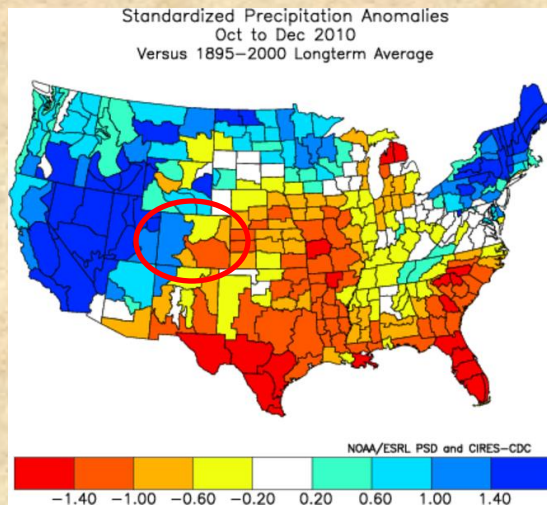 Standardized Precipitation Anomalies
Oct to Dec 2010
Versus 1895–2000 Longterm Average
NOAA/ESRL PSD and CIRES–CDC
−1.40 −1.00 −0.60 −0.20 0.20 0.60 1.00 1.40